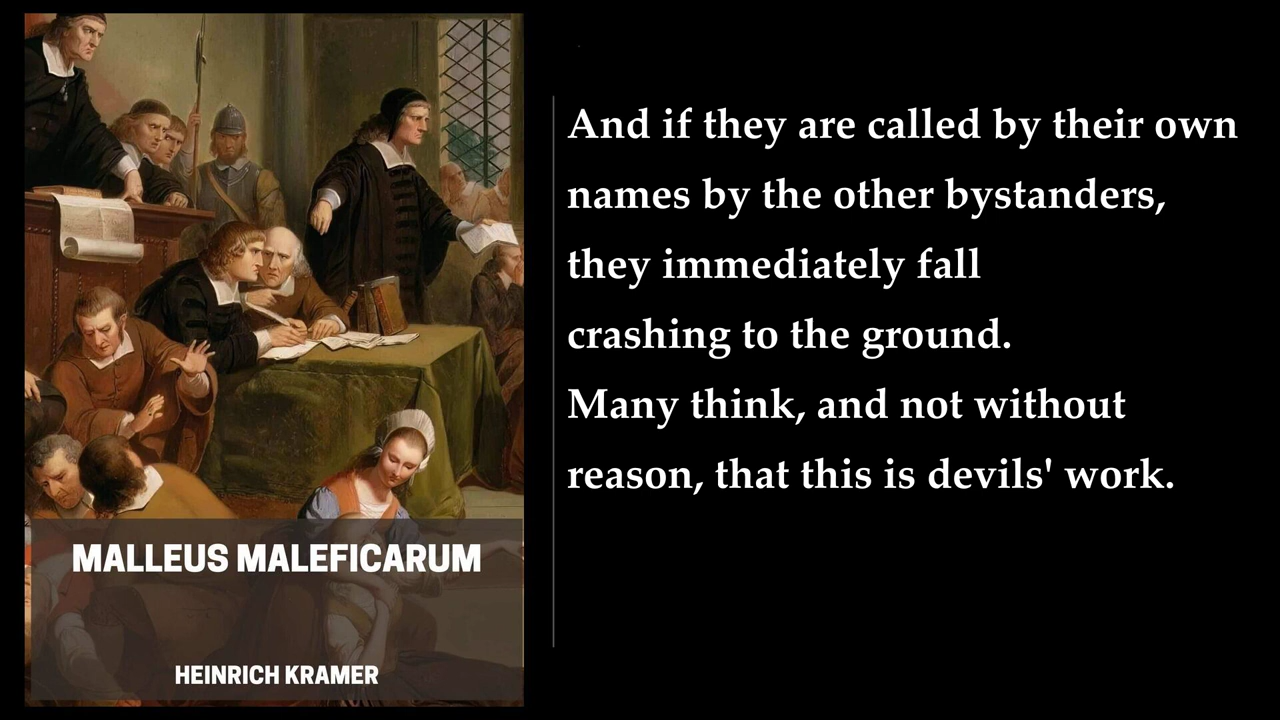 And if they are called by their own
names by the other bystanders,
they immediately fall
crashing to the ground.
Many think, and not without
reason, that this is devils' work.
MALLEUS MALEFICARUM
HEINRICH KRAMER